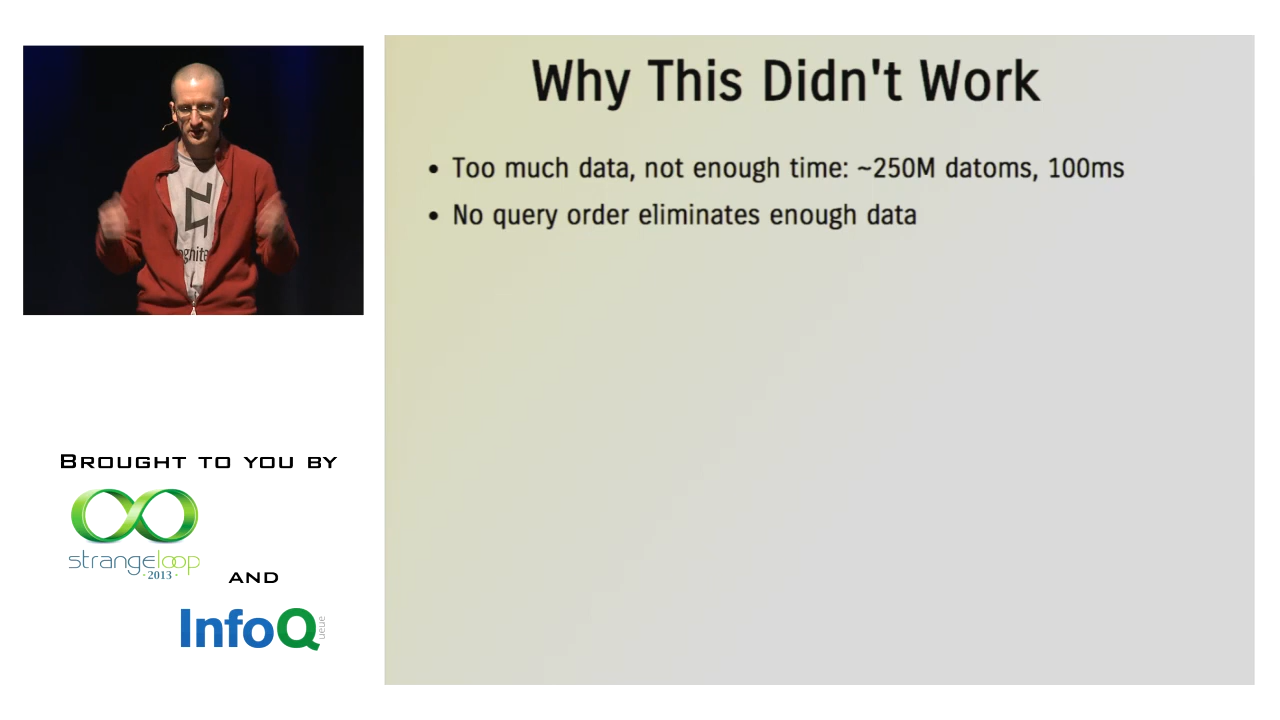 Why This Didn't Work
• Too much data, not enough time: ~250M datoms, 100ms
• No query order eliminates enough data
BROUGHT TO YOU BY
strangeloop
·2013·
AND
InfoQ
ueue